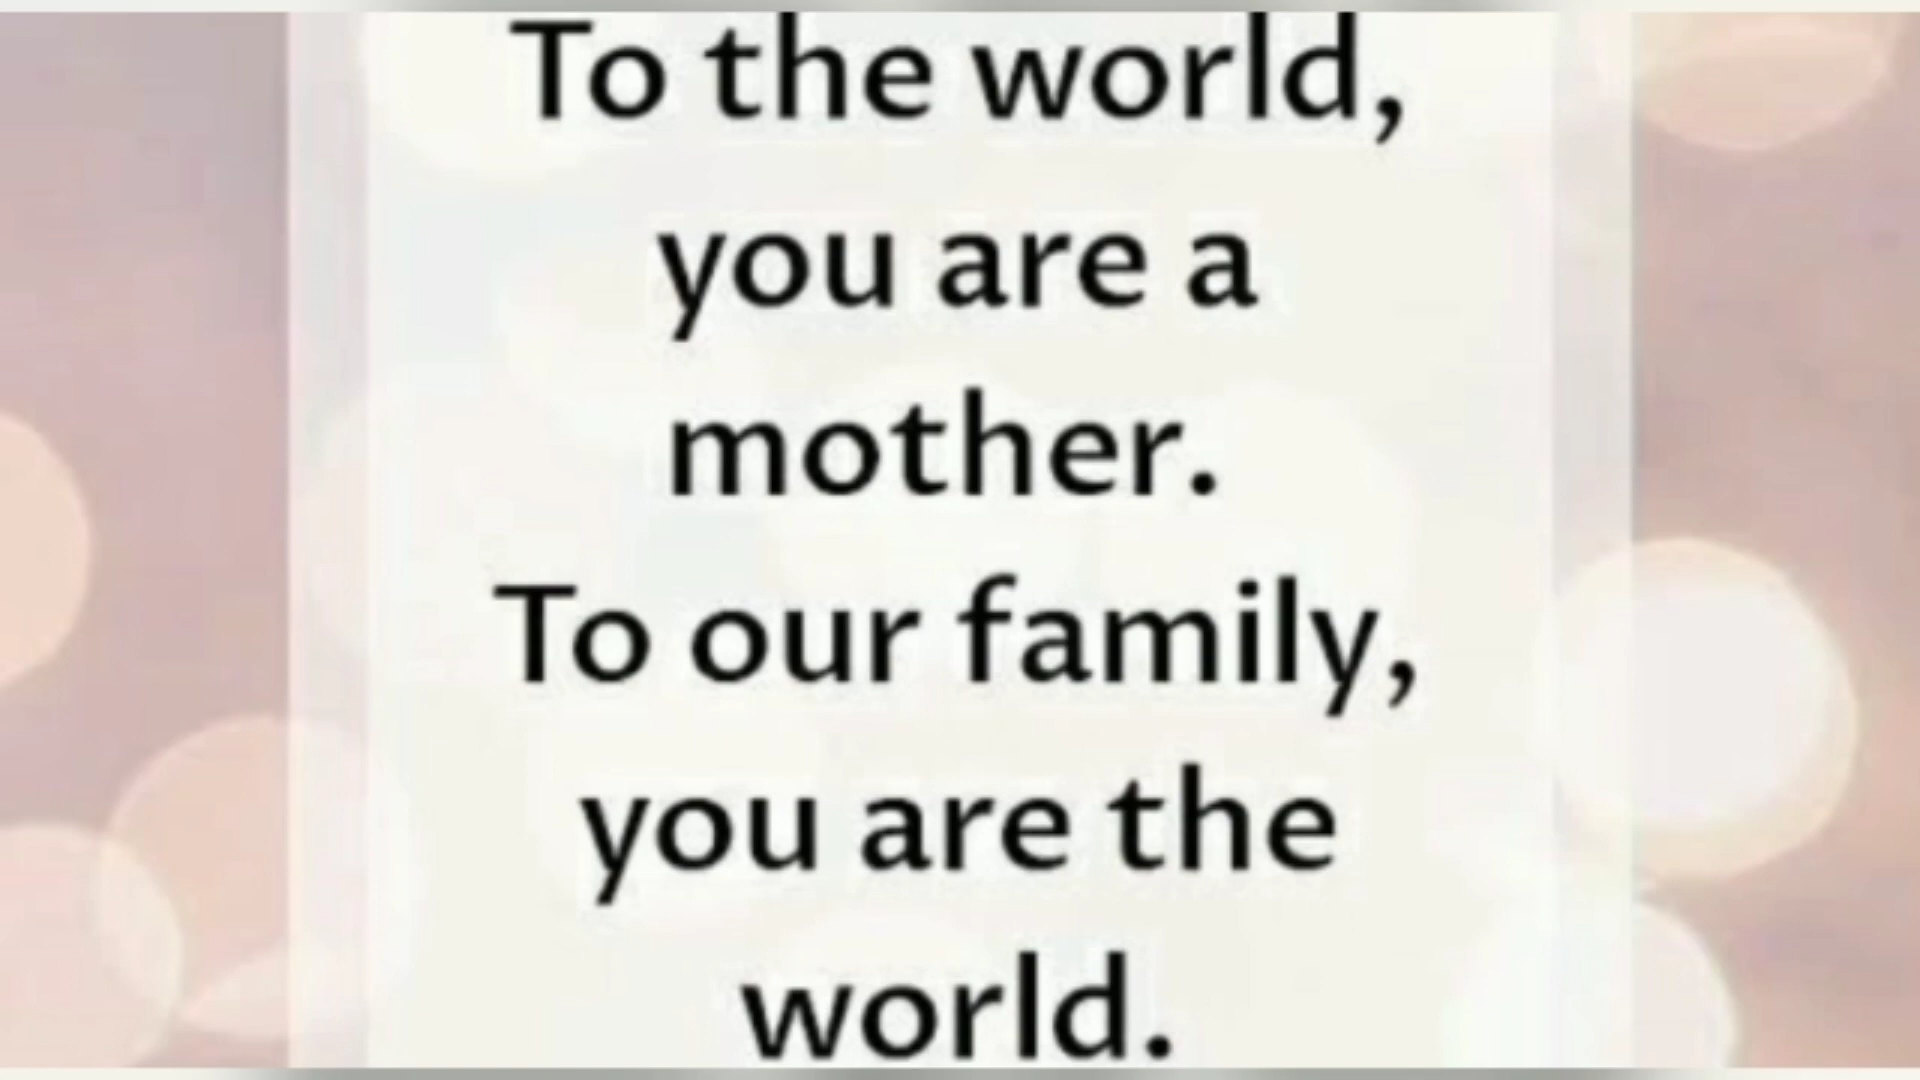 To the world,
you are a
mother.
To our family,
you are the
world.